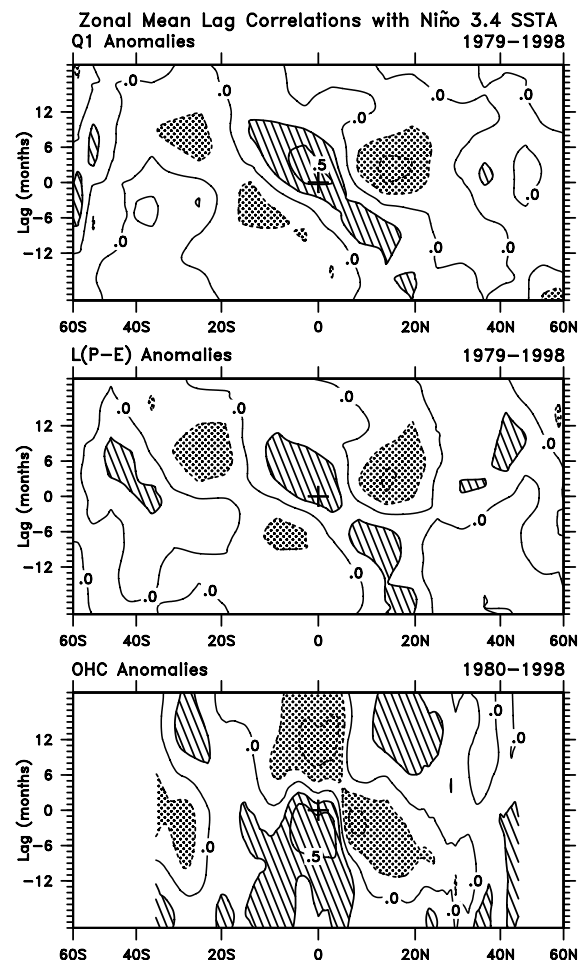 Zonal Mean Lag Correlations with Niño 3.4 SSTA
Q1 Anomalies 1979−1998
Lag (months)
12
6
0
−6
−12
.0 .0 .0 .0 .0
.5
.0
.0 .0 .0 .0
60S 40S 20S 0 20N 40N 60N
L(P−E) Anomalies 1979−1998
Lag (months)
12
6
0
−6
−12
.0 .0 .0 .0
.0
.0 .0 .0 .0
60S 40S 20S 0 20N 40N 60N
OHC Anomalies 1980−1998
Lag (months)
12
6
0
−6
−12
.0 .0 .0
.0 .5
.0 .0 .0
60S 40S 20S 0 20N 40N 60N